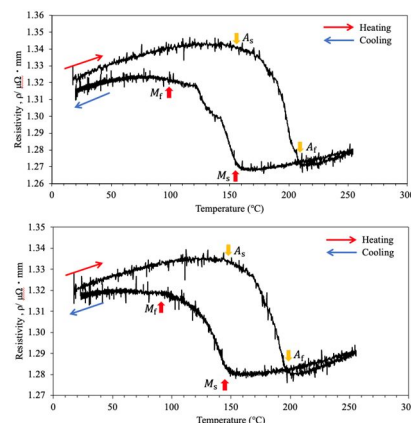 1.36
1.34
1.33
1.32
1.31
1.30
1.29
1.28
1.27
1.26
Resistivity , ρ/ μΩ・mm
Heating
Cooling
As
Af
Mf
Ms
0 50 100 150 200 250 300
Temperature (℃)
1.36
1.35
1.34
1.33
1.32
1.31
1.30
1.29
1.28
1.27
Resistivity , ρ/ μΩ・mm
Heating
Cooling
As
Af
Mf
Ms
0 50 100 150 200 250 300
Temperature (℃)